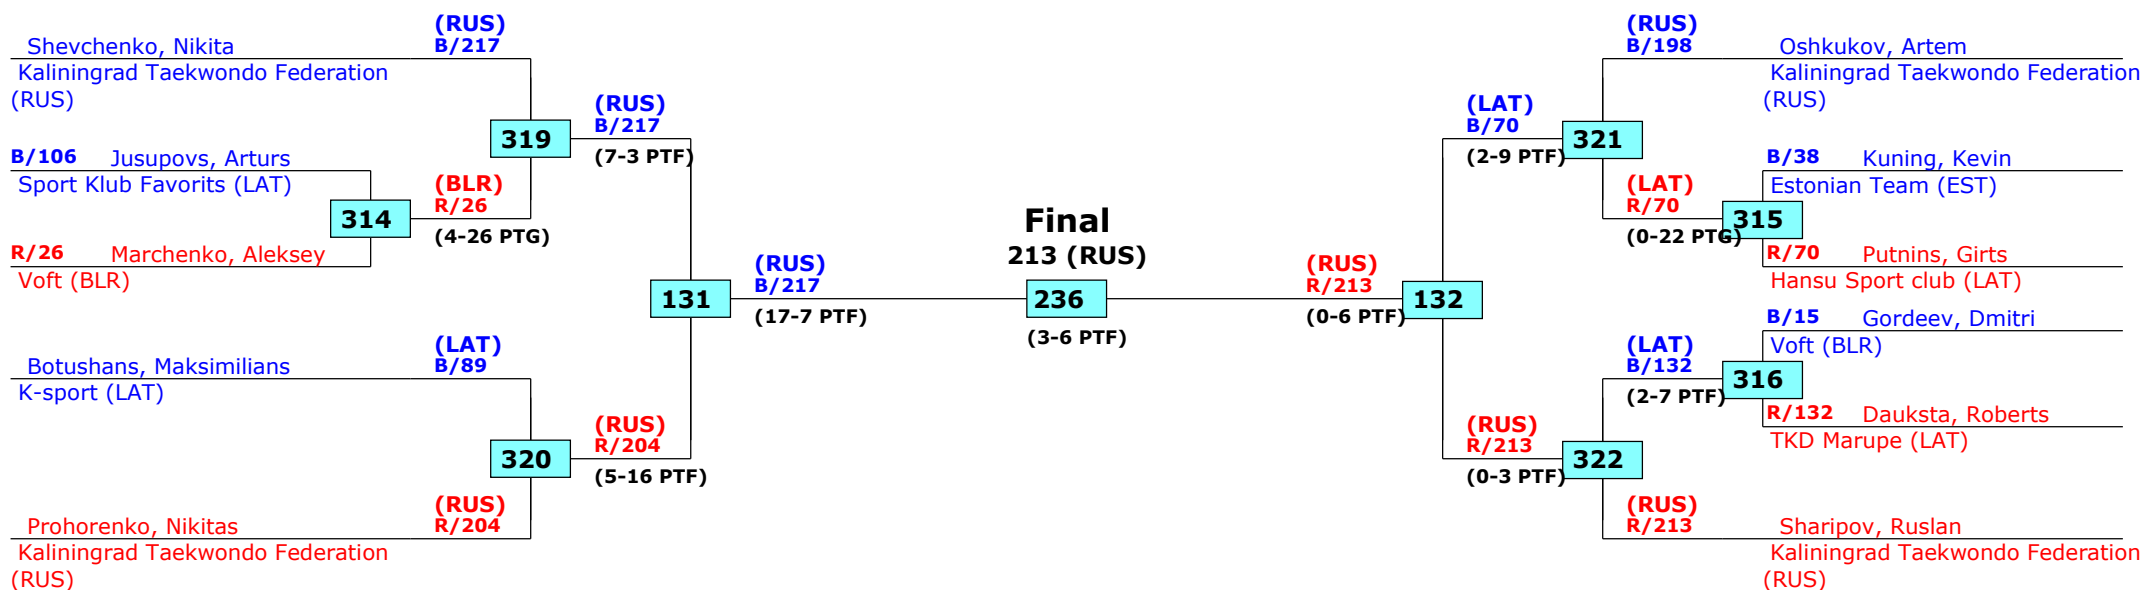 (RUS)
B/217
Shevchenko, Nikita
Kaliningrad Taekwondo Federation
(RUS)
B/106 Jusupovs, Arturs
Sport Klub Favorits (LAT)
R/26 Marchenko, Aleksey
Voft (BLR)
314
(BLR)
R/26
(4-26 PTG)
319
(RUS)
B/217
(7-3 PTF)
Botushans, Maksimilians
K-sport (LAT)
(LAT)
B/89
Prohorenko, Nikitas
Kaliningrad Taekwondo Federation
(RUS)
(RUS)
R/204
320
(RUS)
R/204
(5-16 PTF)
131
(RUS)
B/217
(17-7 PTF)
Final
213 (RUS)
236
(3-6 PTF)
(RUS)
R/213
(0-6 PTF)
132
(LAT)
B/70
(2-9 PTF)
321
(RUS)
B/198
Oshkukov, Artem
Kaliningrad Taekwondo Federation
(RUS)
(LAT)
R/70
(0-22 PTG)
315
B/38 Kuning, Kevin
Estonian Team (EST)
R/70 Putnins, Girts
Hansu Sport club (LAT)
(RUS)
R/213
(0-3 PTF)
322
(LAT)
B/132
(2-7 PTF)
316
B/15 Gordeev, Dmitri
Voft (BLR)
R/132 Dauksta, Roberts
TKD Marupe (LAT)
(RUS)
R/213
Sharipov, Ruslan
Kaliningrad Taekwondo Federation
(RUS)